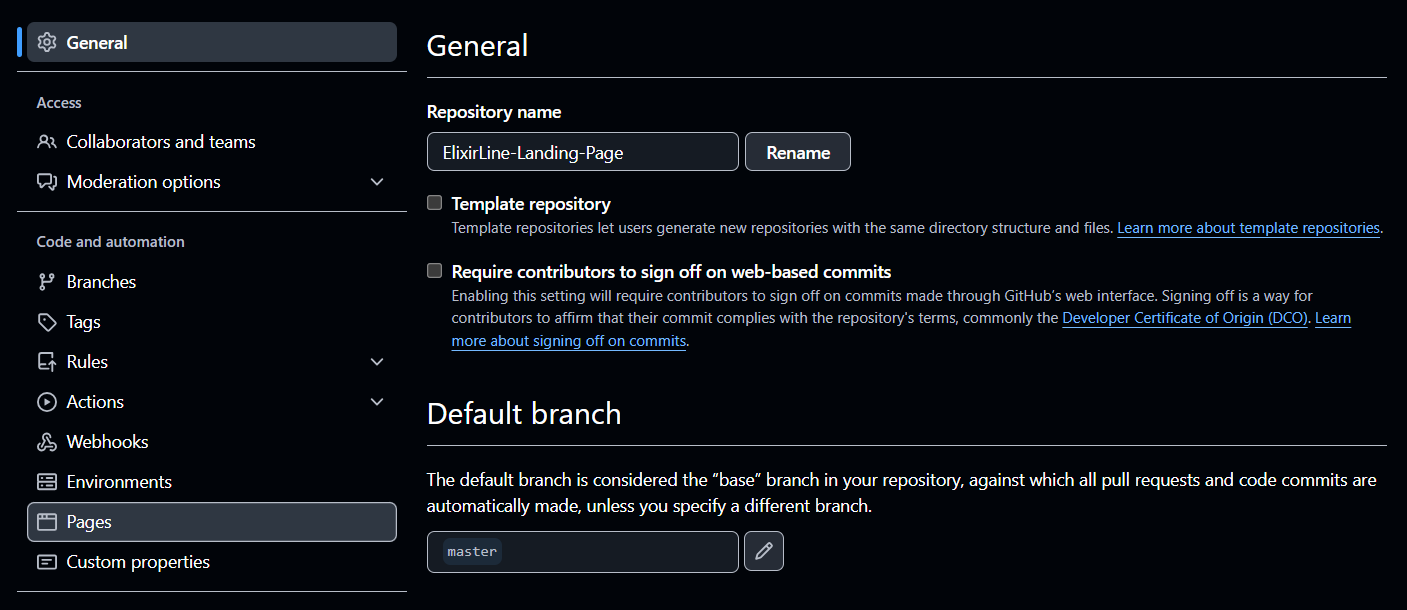 General
Access
Collaborators and teams
Moderation options
Code and automation
Branches
Tags
Rules
Actions
Webhooks
Environments
Pages
Custom properties
General
Repository name
ElixirLine-Landing-Page
Rename
Template repository
Template repositories let users generate new repositories with the same directory structure and files. Learn more about template repositories.
Require contributors to sign off on web-based commits
Enabling this setting will require contributors to sign off on commits made through GitHub’s web interface. Signing off is a way for
contributors to affirm that their commit complies with the repository's terms, commonly the Developer Certificate of Origin (DCO). Learn
more about signing off on commits.
Default branch
The default branch is considered the “base” branch in your repository, against which all pull requests and code commits are
automatically made, unless you specify a different branch.
master